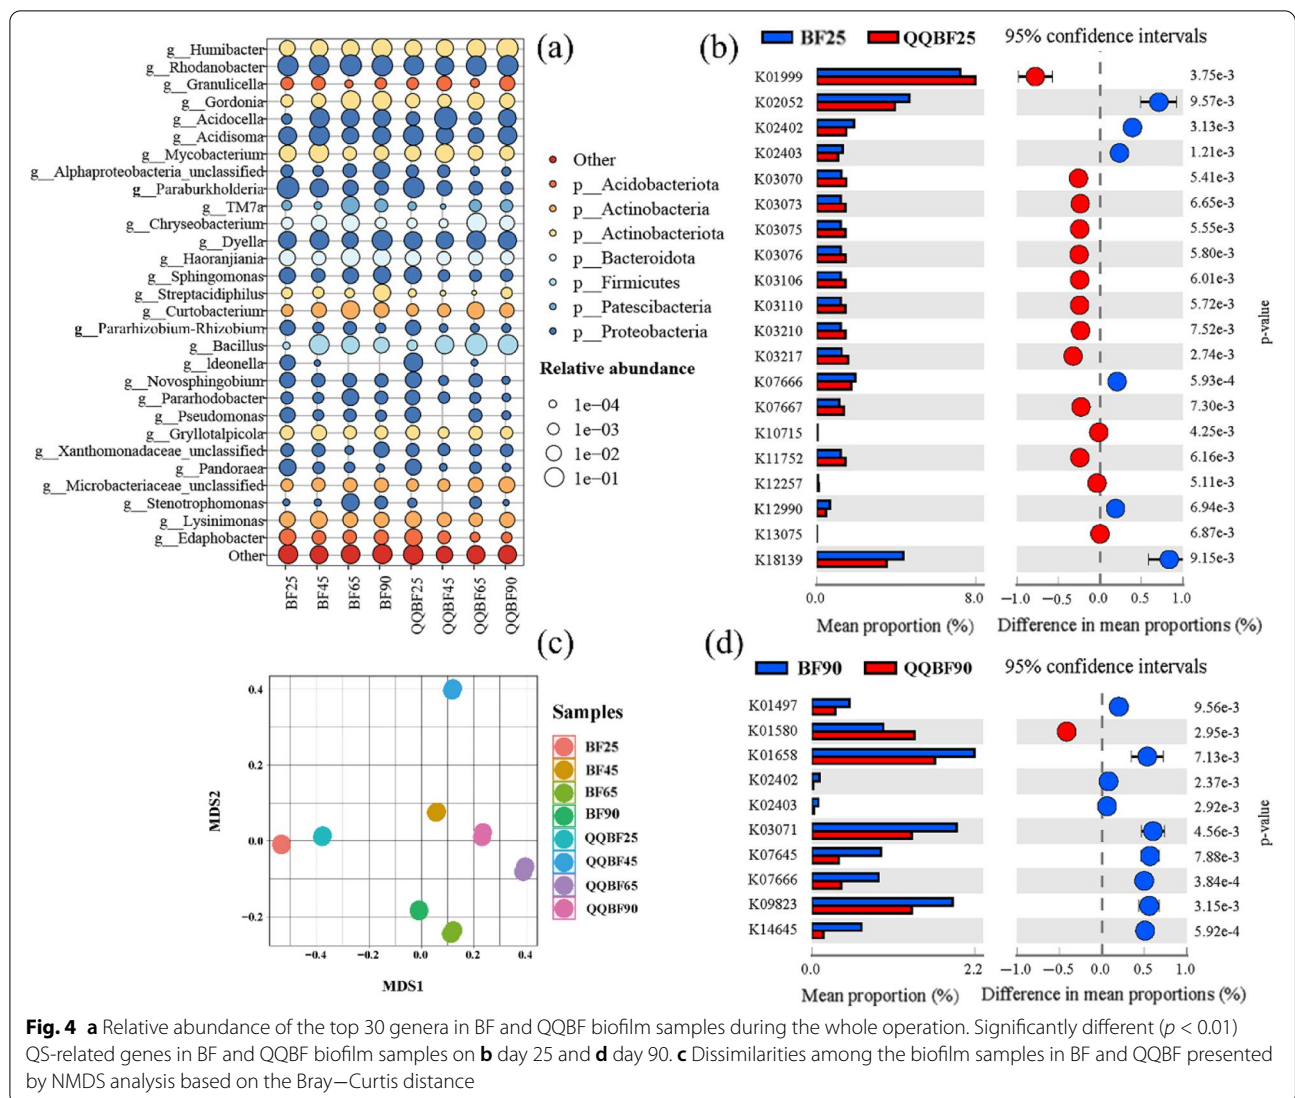 (a)
g__Humibacter
g__Rhodanobacter
g__Granulicella
g__Gordonia
g__Acidocella
g__Acidisoma
g__Mycobacterium
g__Alphaproteobacteria_unclassified
g__Paraburkholderia
g__TM7a
g__Chryseobacterium
g__Dyella
g__Haoranjiania
g__Sphingomonas
g__Streptacidiphilus
g__Curtobacterium
g__Pararhizobium-Rhizobium
g__Bacillus
g__Ideonella
g__Novosphingobium
g__Pararhodobacter
g__Pseudomonas
g__Gryllotalpicola
g__Xanthomonadaceae_unclassified
g__Pandoraea
g__Microbacteriaceae_unclassified
g__Stenotrophomonas
g__Lysinimonas
g__Edaphobacter
Other
BF25
BF45
BF65
BF90
QQBF25
QQBF45
QQBF65
QQBF90
Other
p__Acidobacteriota
p__Actinobacteria
p__Actinobacteriota
p__Bacteroidota
p__Firmicutes
p__Patescibacteria
p__Proteobacteria
Relative abundance
1e−04
1e−03
1e−02
1e−01
(b)
BF25 QQBF25 95% confidence intervals
K01999 3.75e-3
K02052 9.57e-3
K02402 3.13e-3
K02403 1.21e-3
K03070 5.41e-3
K03073 6.65e-3
K03075 5.55e-3
K03076 5.80e-3
K03106 6.01e-3
K03110 5.72e-3
K03210 7.52e-3
K03217 2.74e-3
K07666 5.93e-4
K07667 7.30e-3
K10715 4.25e-3
K11752 6.16e-3
K12257 5.11e-3
K12990 6.94e-3
K13075 6.87e-3
K18139 9.15e-3
p-value
0.0 8.0 −1.0 −0.5 0.0 0.5 1.0
Mean proportion (%) Difference in mean proportions (%)
(c)
MDS2
0.4
0.2
0.0
−0.2
−0.4 −0.2 0.0 0.2 0.4
MDS1
Samples
BF25
BF45
BF65
BF90
QQBF25
QQBF45
QQBF65
QQBF90
(d)
BF90 QQBF90 95% confidence intervals
K01497 9.56e-3
K01580 2.95e-3
K01658 7.13e-3
K02402 2.37e-3
K02403 2.92e-3
K03071 4.56e-3
K07645 7.88e-3
K07666 3.84e-4
K09823 3.15e-3
K14645 5.92e-4
p-value
0.0 2.2 −1.0 −0.5 0.0 0.5 1.0
Mean proportion (%) Difference in mean proportions (%)
Fig. 4 a Relative abundance of the top 30 genera in BF and QQBF biofilm samples during the whole operation. Significantly different (p < 0.01)
QS-related genes in BF and QQBF biofilm samples on b day 25 and d day 90. c Dissimilarities among the biofilm samples in BF and QQBF presented
by NMDS analysis based on the Bray−Curtis distance